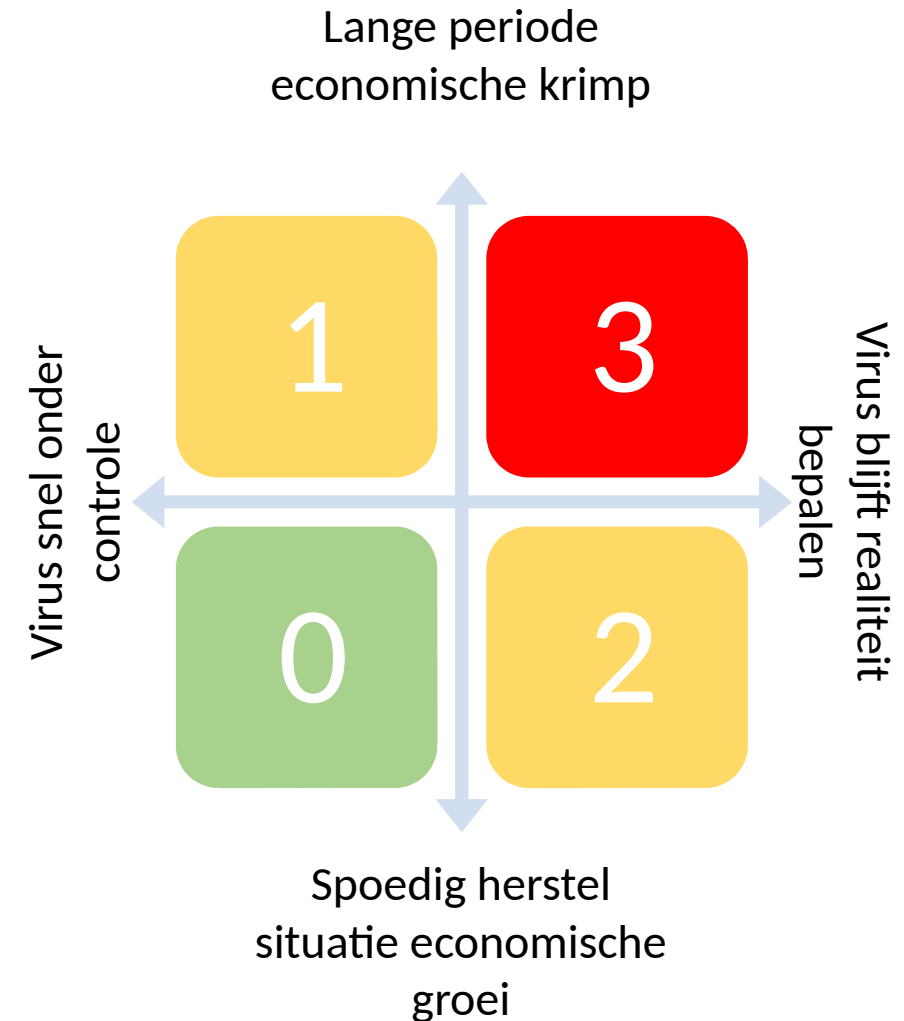 Lange periode
economische krimp
1
3
Virus snel onder
controle
Virus blijft realiteit
bepalen
0
2
Spoedig herstel
situatie economische
groei